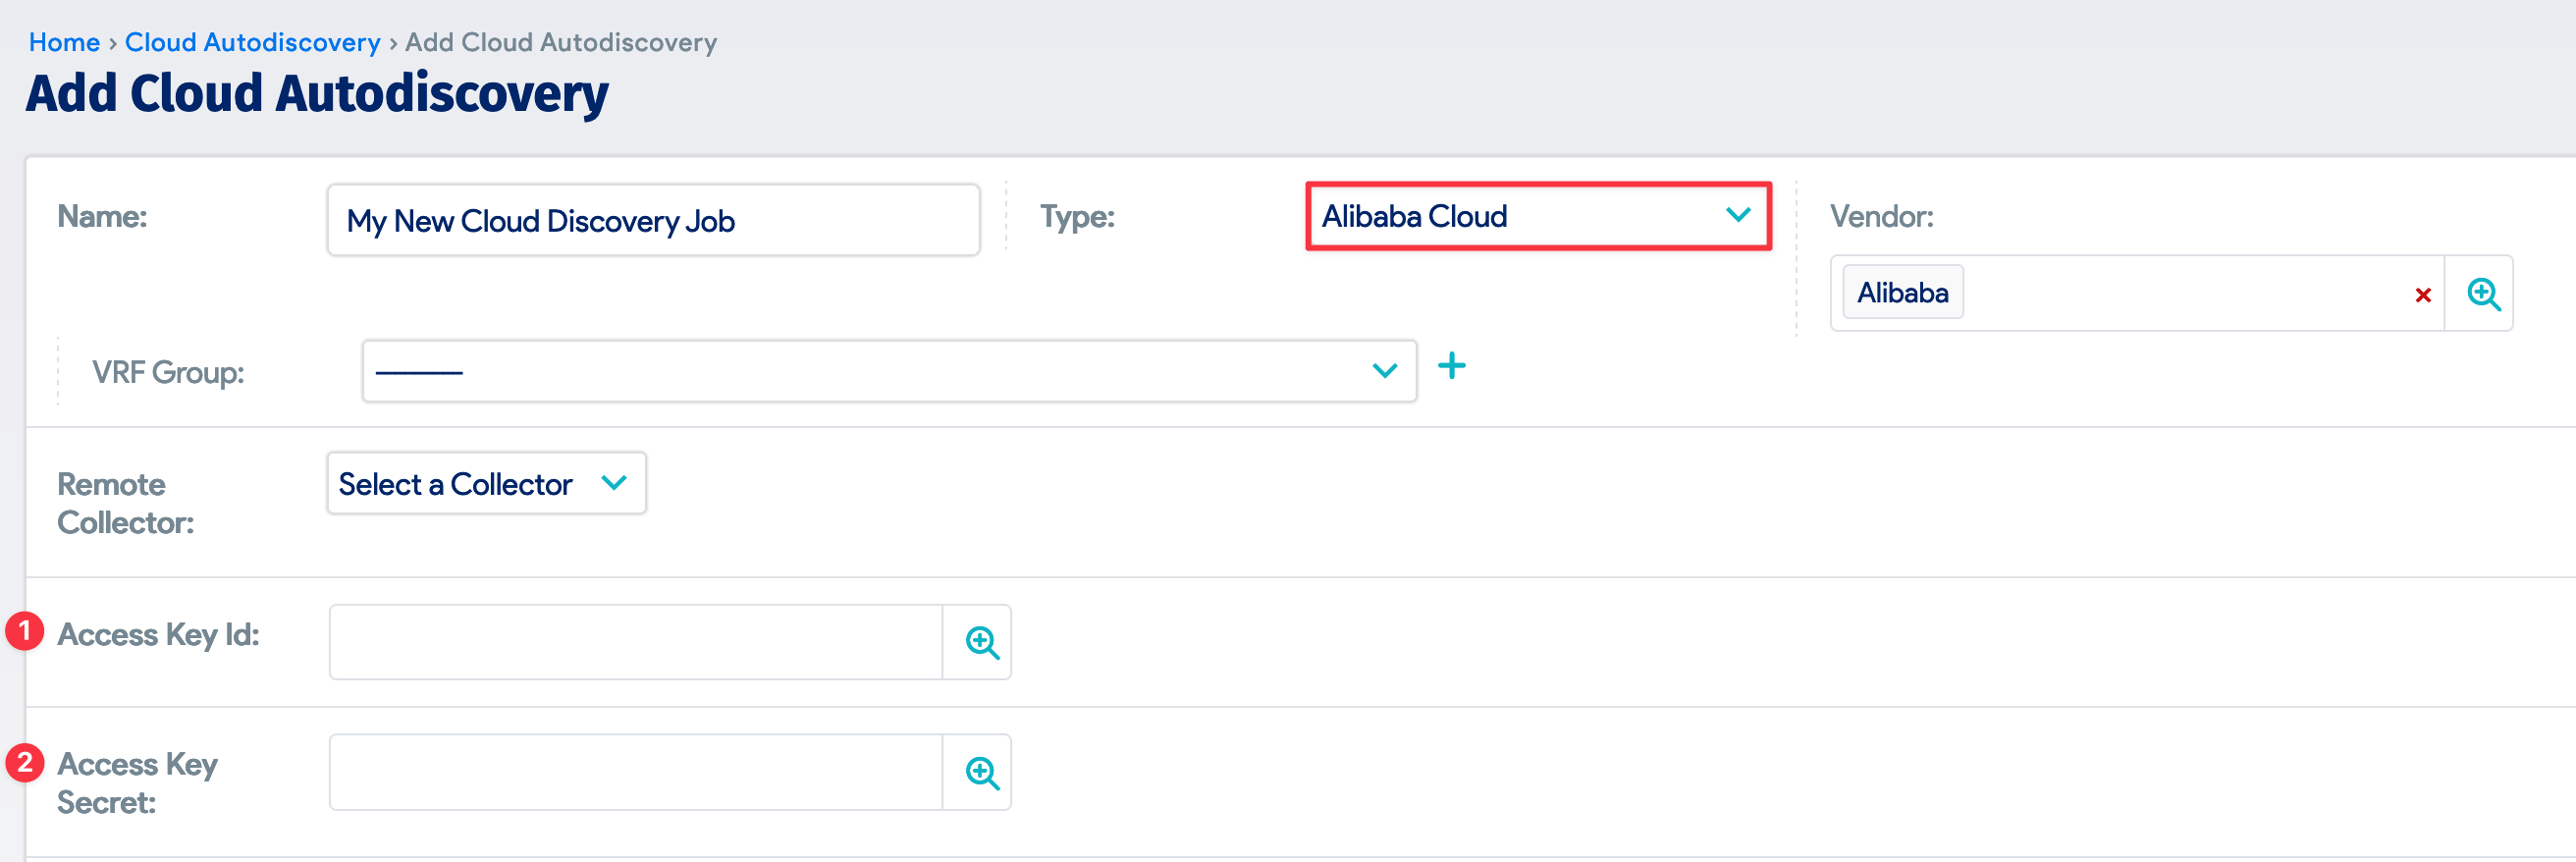 Home › Cloud Autodiscovery › Add Cloud Autodiscovery
Add Cloud Autodiscovery
Name: My New Cloud Discovery Job Type: Alibaba Cloud Vendor:
Alibaba
VRF Group: ---------
Remote Collector: Select a Collector
1 Access Key Id:
2 Access Key
Secret: